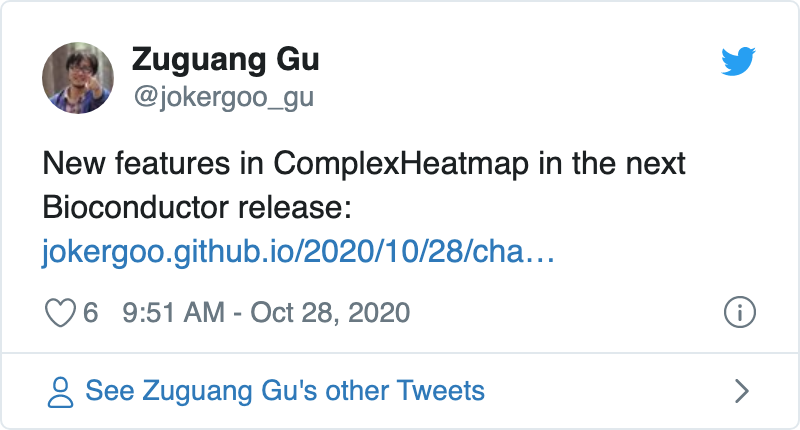 Zuguang Gu
@jokergoo_gu
New features in ComplexHeatmap in the next
Bioconductor release:
jokergoo.github.io/2020/10/28/cha…
6 9:51 AM - Oct 28, 2020
See Zuguang Gu's other Tweets